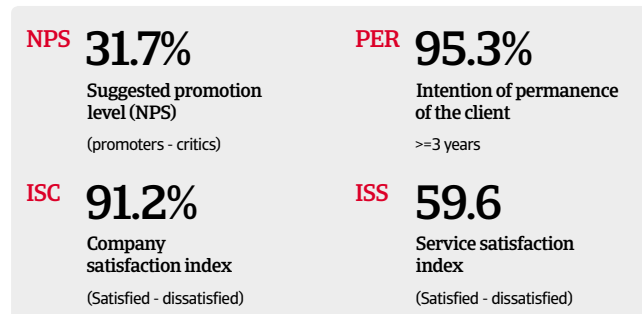 NPS 31.7%
Suggested promotion
level (NPS)
(promoters - critics)
PER 95.3%
Intention of permanence
of the client
>=3 years
ISC 91.2%
Company
satisfaction index
(Satisfied - dissatisfied)
ISS 59.6
Service satisfaction
index
(Satisfied - dissatisfied)